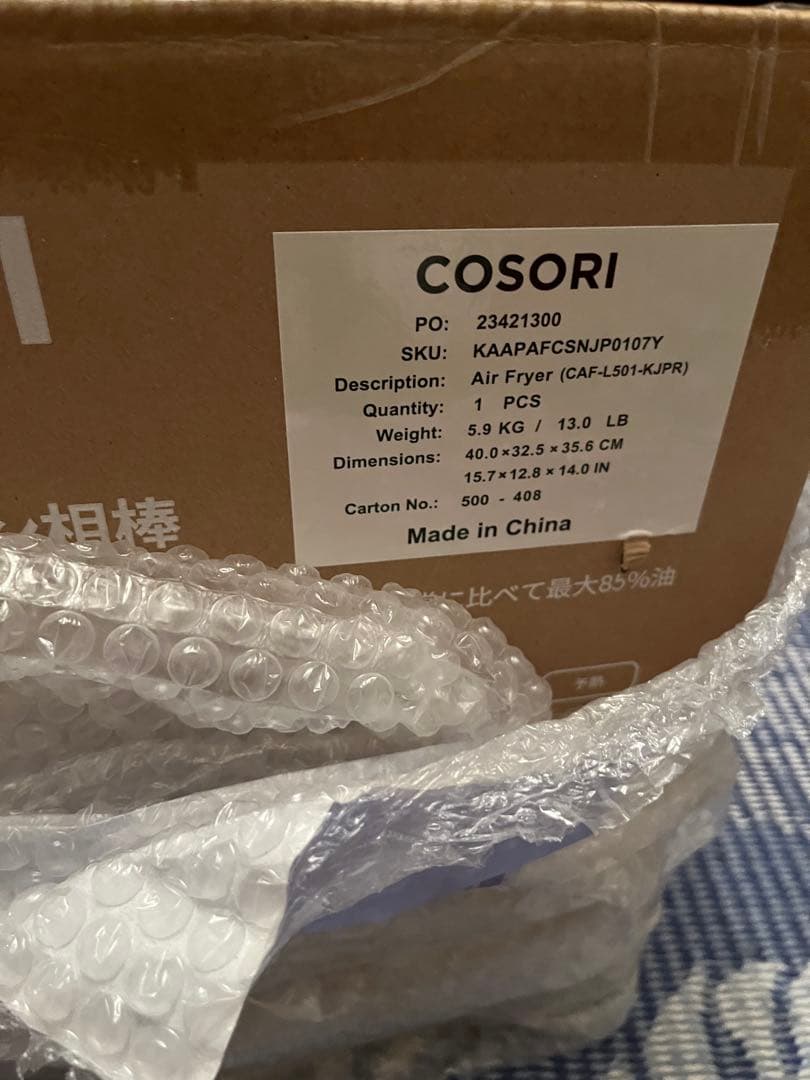 COSORI
PO: 23421300
SKU: KAAPAFCSNJP0107Y
Description: Air Fryer (CAF-L501-KJPR)
Quantity: 1 PCS
Weight: 5.9 KG / 13.0 LB
Dimensions: 40.0×32.5×35.6 CM
15.7×12.8×14.0 IN
Carton No.: 500 - 408
Made in China
相棒
に比べて最大85%油
予熱